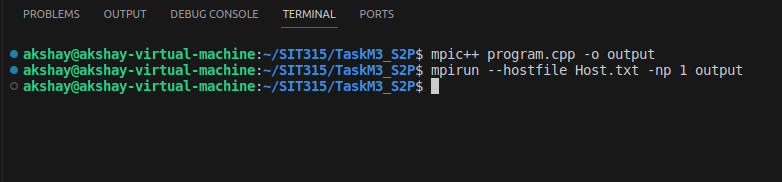 PROBLEMS OUTPUT DEBUG CONSOLE TERMINAL PORTS
akshay@akshay-virtual-machine:~/SIT315/TaskM3_S2P$ mpic++ program.cpp -o output
akshay@akshay-virtual-machine:~/SIT315/TaskM3_S2P$ mpirun --hostfile Host.txt -np 1 output
akshay@akshay-virtual-machine:~/SIT315/TaskM3_S2P$